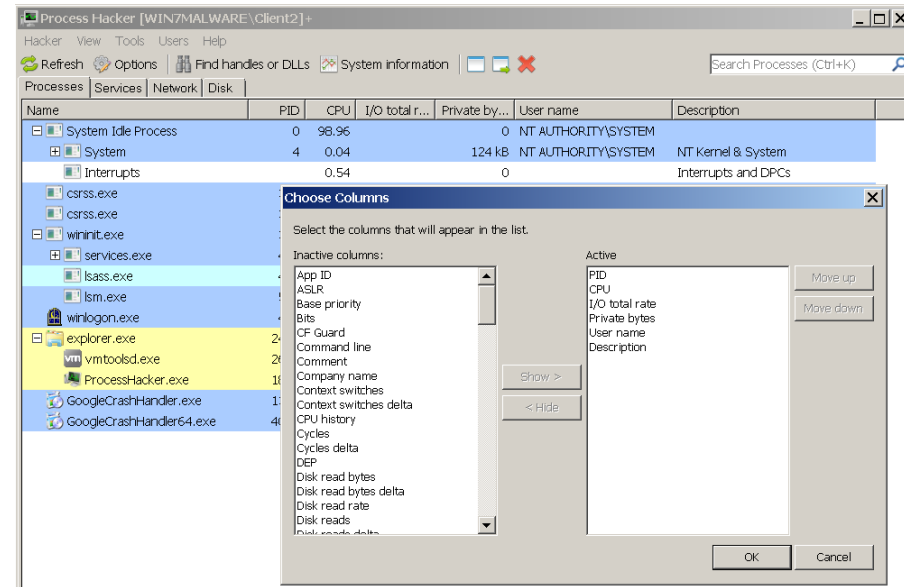 Process Hacker [WIN7MALWARE\Client2]+
Hacker View Tools Users Help
Refresh Options Find handles or DLLs System information Search Processes (Ctrl+K)
Processes Services Network Disk
Name PID CPU I/O total r... Private by... User name Description
System Idle Process 0 98.96 0 NT AUTHORITY\SYSTEM
System 4 0.04 124 kB NT AUTHORITY\SYSTEM NT Kernel & System
Interrupts 0.54 0 Interrupts and DPCs
csrss.exe
csrss.exe
wininit.exe
services.exe
lsass.exe
lsm.exe
winlogon.exe
explorer.exe
vm vmtoolsd.exe
ProcessHacker.exe
GoogleCrashHandler.exe
GoogleCrashHandler64.exe
Choose Columns
Select the columns that will appear in the list.
Inactive columns:
App ID
ASLR
Base priority
Bits
CF Guard
Command line
Comment
Company name
Context switches
Context switches delta
CPU history
Cycles
Cycles delta
DEP
Disk read bytes
Disk read bytes delta
Disk read rate
Disk reads
Disk reads delta
Show >
< Hide
Active
PID
CPU
I/O total rate
Private bytes
User name
Description
Move up
Move down
OK Cancel